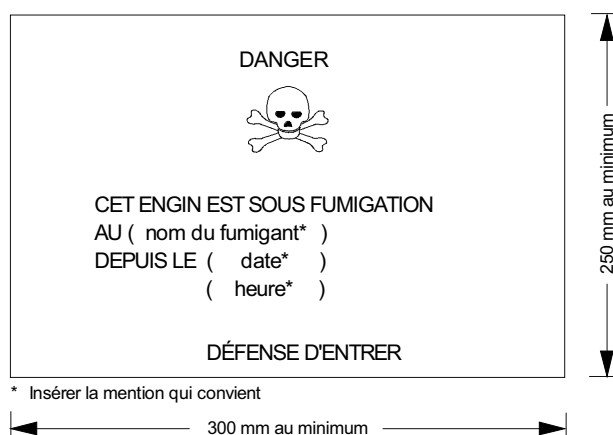 DANGER
CET ENGIN EST SOUS FUMIGATION
AU ( nom du fumigant* )
DEPUIS LE ( date* )
( heure* )
DÉFENSE D'ENTRER
* Insérer la mention qui convient
300 mm au minimum
250 mm au minimum